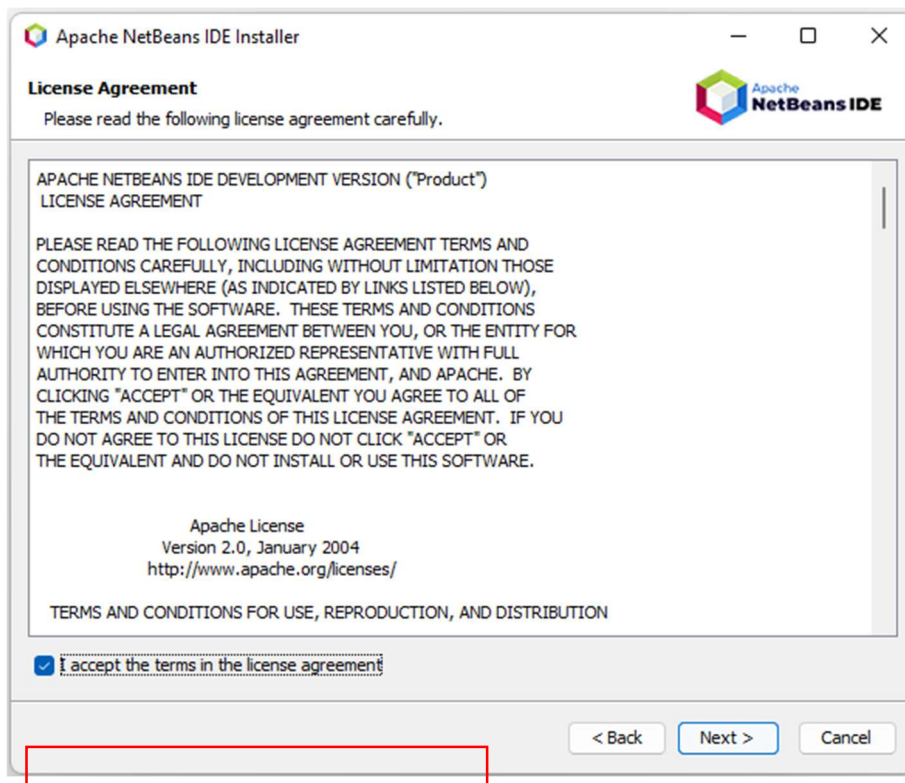 Apache NetBeans IDE Installer
License Agreement
Please read the following license agreement carefully.
Apache
NetBeans IDE
APACHE NETBEANS IDE DEVELOPMENT VERSION ("Product")
LICENSE AGREEMENT
PLEASE READ THE FOLLOWING LICENSE AGREEMENT TERMS AND
CONDITIONS CAREFULLY, INCLUDING WITHOUT LIMITATION THOSE
DISPLAYED ELSEWHERE (AS INDICATED BY LINKS LISTED BELOW),
BEFORE USING THE SOFTWARE.  THESE TERMS AND CONDITIONS
CONSTITUTE A LEGAL AGREEMENT BETWEEN YOU, OR THE ENTITY FOR
WHICH YOU ARE AN AUTHORIZED REPRESENTATIVE WITH FULL
AUTHORITY TO ENTER INTO THIS AGREEMENT, AND APACHE.  BY
CLICKING "ACCEPT" OR THE EQUIVALENT YOU AGREE TO ALL OF
THE TERMS AND CONDITIONS OF THIS LICENSE AGREEMENT.  IF YOU
DO NOT AGREE TO THIS LICENSE DO NOT CLICK "ACCEPT" OR
THE EQUIVALENT AND DO NOT INSTALL OR USE THIS SOFTWARE.
Apache License
Version 2.0, January 2004
http://www.apache.org/licenses/
TERMS AND CONDITIONS FOR USE, REPRODUCTION, AND DISTRIBUTION
I accept the terms in the license agreement
< Back
Next >
Cancel